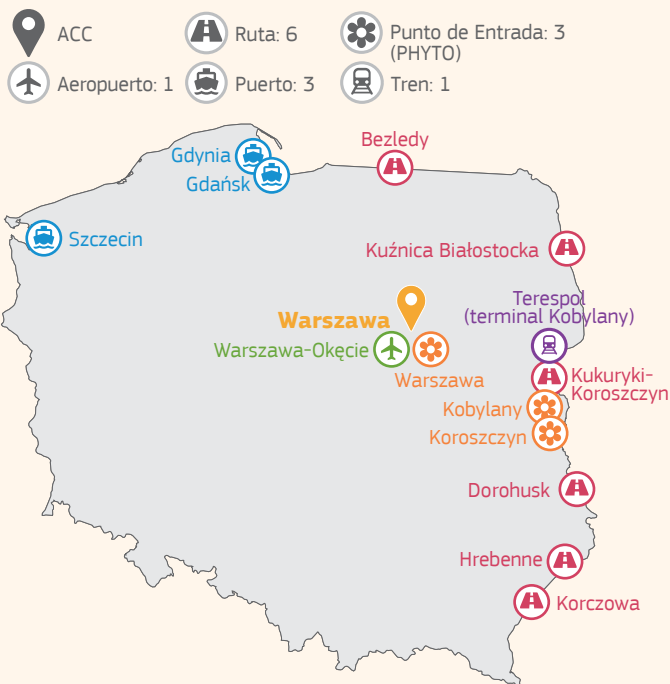 ACC
Ruta: 6
Punto de Entrada: 3
(PHYTO)
Aeropuerto: 1
Puerto: 3
Tren: 1
Bezledy
Gdynia
Gdańsk
Szczecin
Kuźnica Białostocka
Terespol
(terminal Kobylany)
Warszawa
Warszawa-Okęcie
Warszawa
Kukuryki-
Koroszczyn
Kobylany
Koroszczyn
Dorohusk
Hrebenne
Korczowa